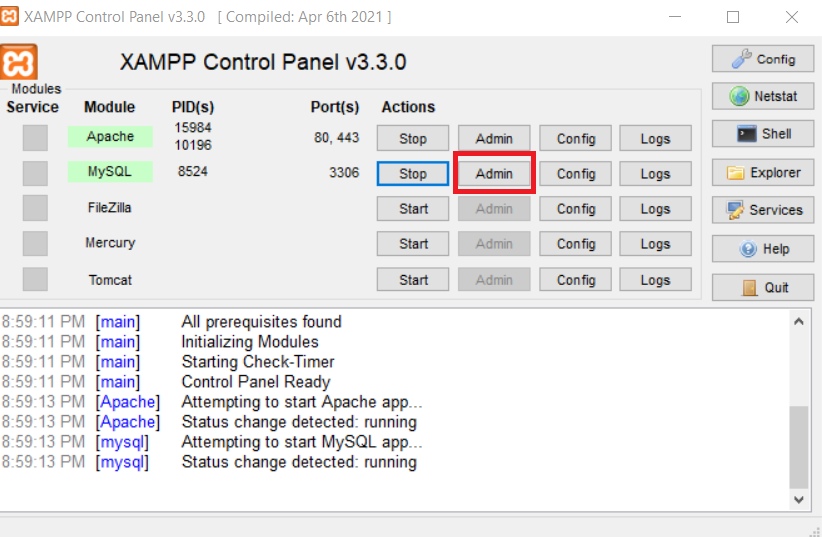 XAMPP Control Panel v3.3.0 [ Compiled: Apr 6th 2021 ]
XAMPP Control Panel v3.3.0
Config
Modules
Service Module PID(s) Port(s) Actions
Netstat
Apache 15984 10196 80, 443 Stop Admin Config Logs
Shell
MySQL 8524 3306 Stop Admin Config Logs
Explorer
FileZilla Start Admin Config Logs
Services
Mercury Start Admin Config Logs
Help
Tomcat Start Admin Config Logs
Quit
8:59:11 PM [main] All prerequisites found
8:59:11 PM [main] Initializing Modules
8:59:11 PM [main] Starting Check-Timer
8:59:11 PM [main] Control Panel Ready
8:59:13 PM [Apache] Attempting to start Apache app...
8:59:13 PM [Apache] Status change detected: running
8:59:13 PM [mysql] Attempting to start MySQL app...
8:59:13 PM [mysql] Status change detected: running